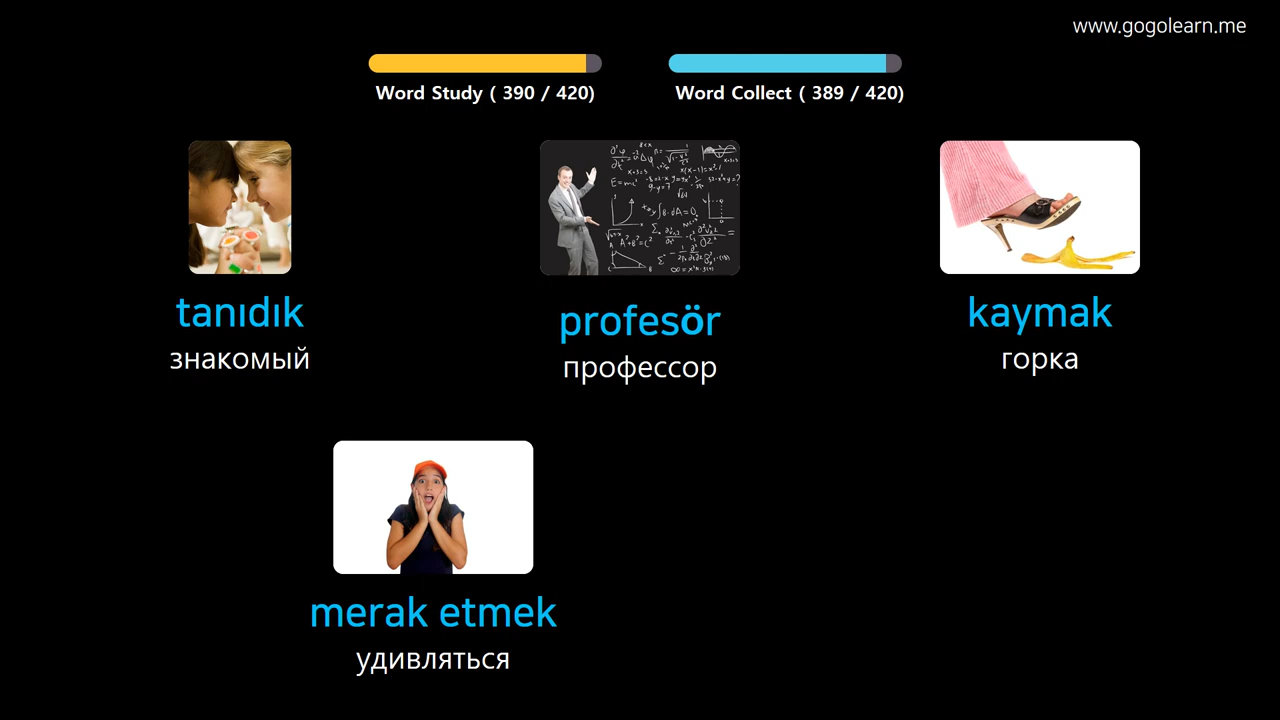 www.gogolearn.me
Word Study ( 390 / 420)
Word Collect ( 389 / 420)
tanıdık
знакомый
profesör
профессор
kaymak
горка
merak etmek
удивляться